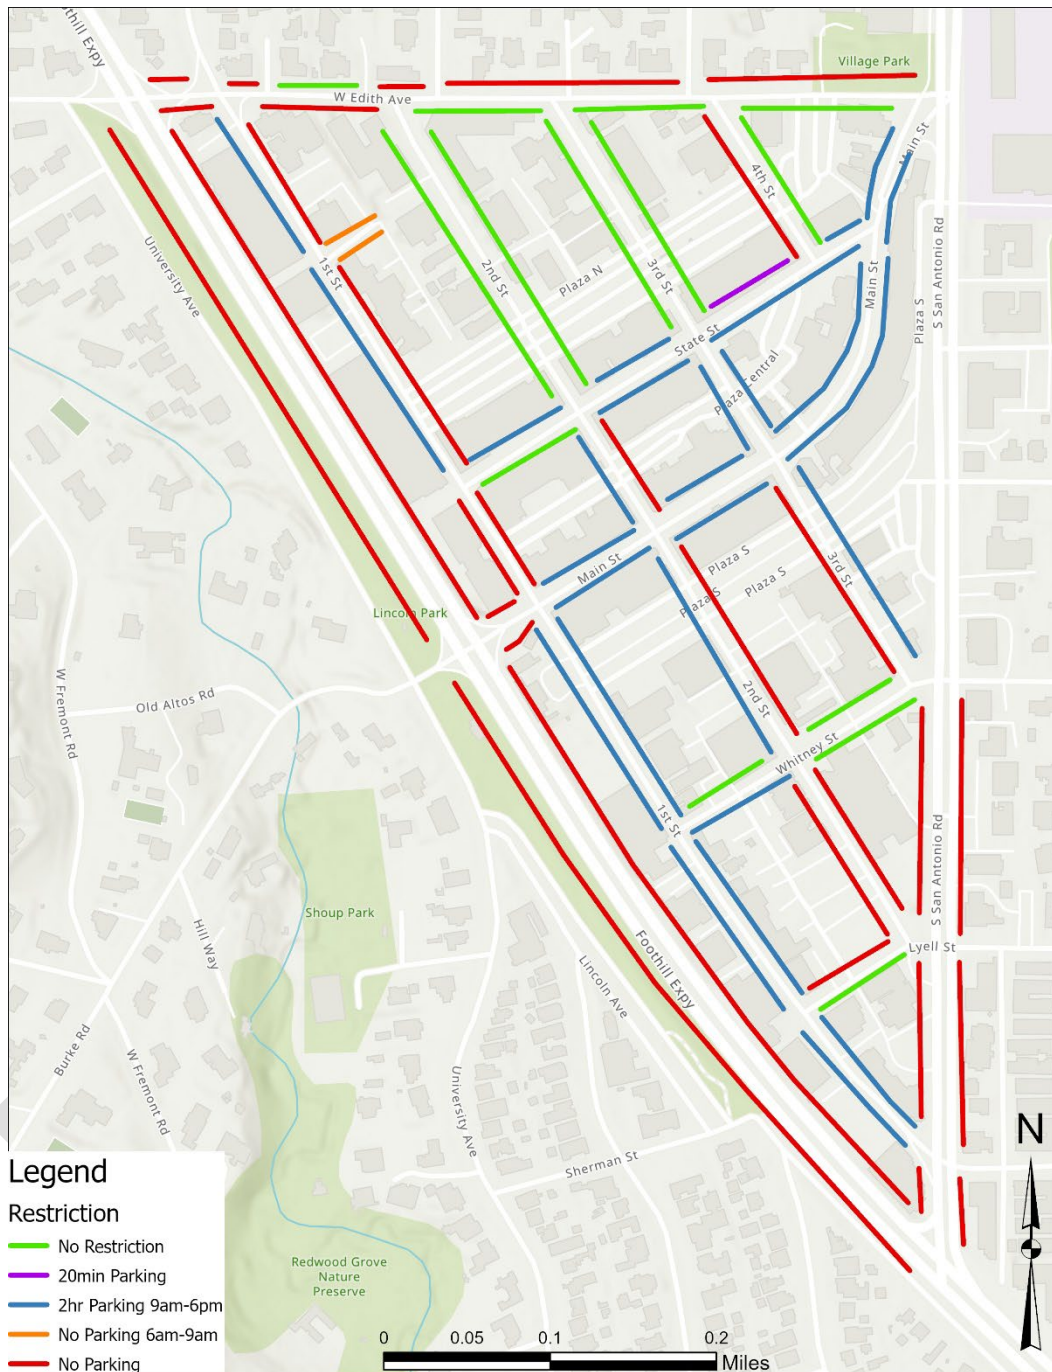 Foothill Expy
Village Park
W Edith Ave
Main St
4th St
University Ave
1st St
2nd St
Plaza N
3rd St
Main St
Plaza S
S San Antonio Rd
State St
Plaza Central
3rd St
Main St
Plaza S
Plaza S
Plaza S
Lincoln Park
W Fremont Rd
Old Altos Rd
2nd St
Whitney St
1st St
S San Antonio Rd
Shoup Park
Hill Way
Foothill Expy
Lyell St
Lincoln Ave
Burke Rd
W Fremont Rd
University Ave
N
Sherman St
Legend
Restriction
No Restriction
20min Parking
2hr Parking 9am-6pm
No Parking 6am-9am
No Parking
Redwood Grove
Nature
Preserve
0 0.05 0.1 0.2
Miles